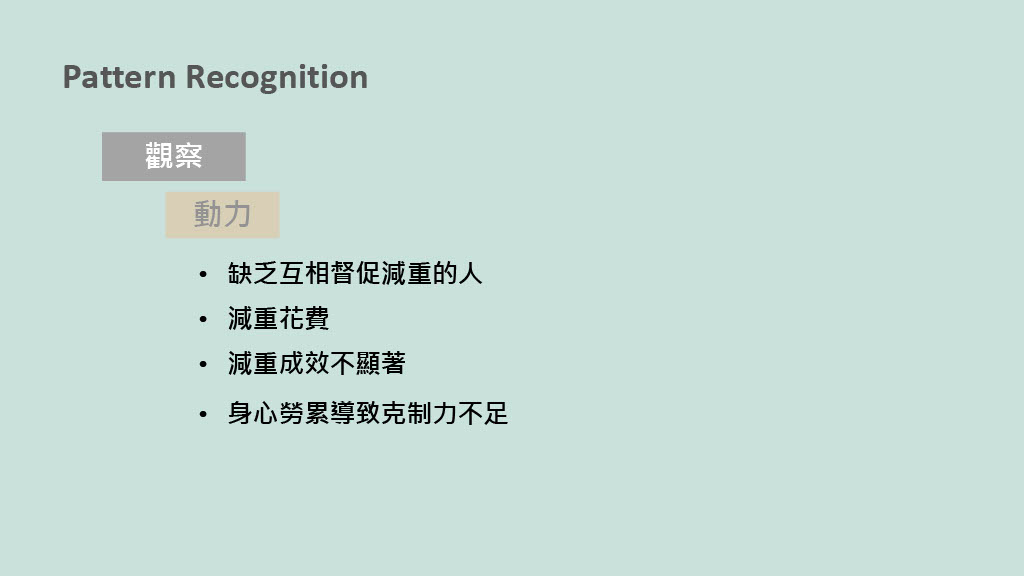 Pattern Recognition
觀察
動力
• 缺乏互相督促減重的人
• 減重花費
• 減重成效不顯著
• 身心勞累導致克制力不足